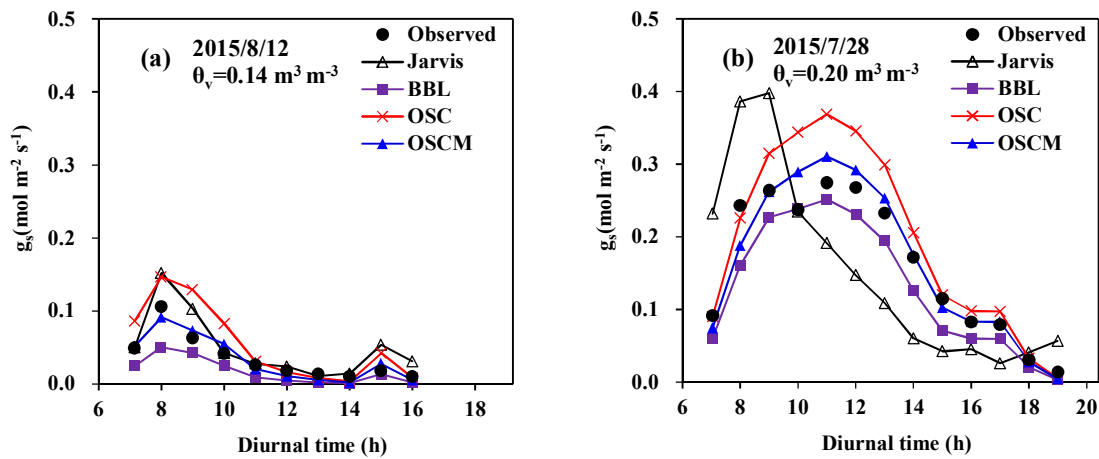 (a)
2015/8/12
θv=0.14 m³ m⁻³
Observed
Jarvis
BBL
OSC
OSCM
gs(mol m⁻² s⁻¹)
0.5
0.4
0.3
0.2
0.1
0.0
6 8 10 12 14 16 18
Diurnal time (h)
(b)
2015/7/28
θv=0.20 m³ m⁻³
Observed
Jarvis
BBL
OSC
OSCM
gs(mol m⁻² s⁻¹)
0.5
0.4
0.3
0.2
0.1
0.0
6 8 10 12 14 16 18 20
Diurnal time (h)